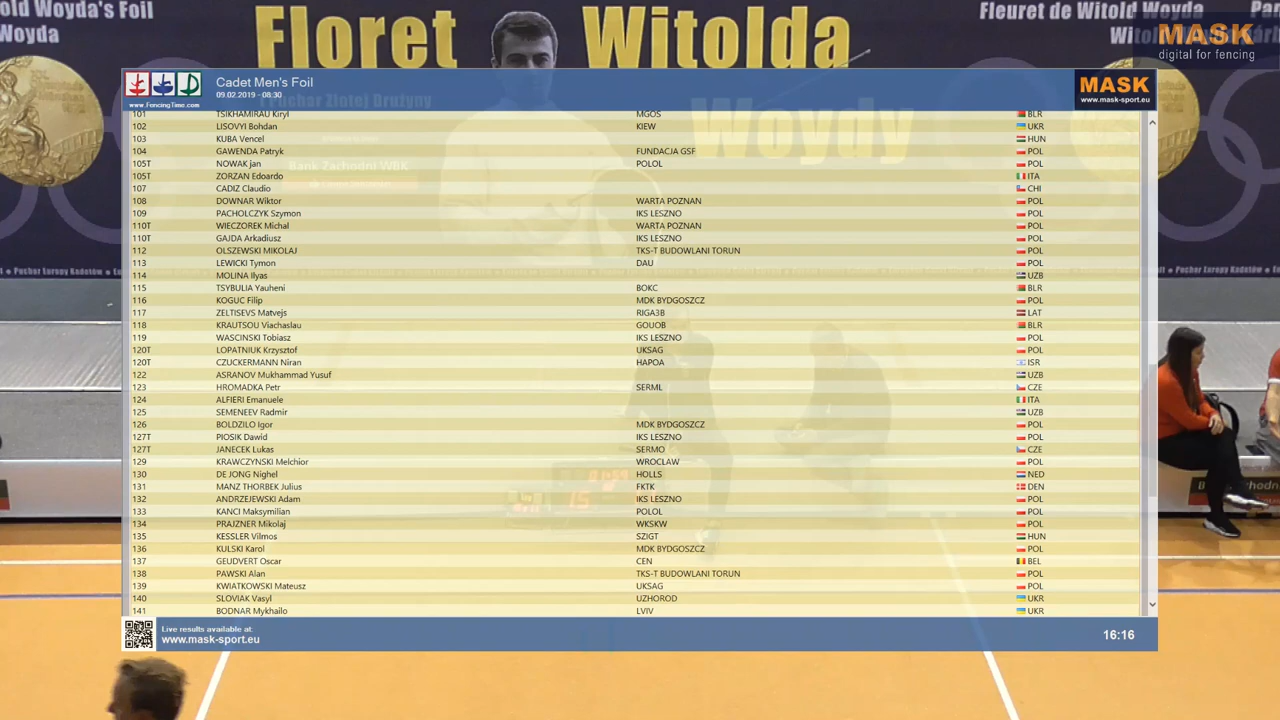 old Woyda's Foil
Woyda
Floret Witolda
Fleuret de Witold Woyda
MASK
digital for fencing
Cadet Men's Foil
09.02.2019 - 08:30
www.FencingTime.com
MASK
www.mask-sport.eu
Puchar Zlotej Druzyny
Woydy
Bank Zachodni WBK
101 TSIKHAMIRAU Kiryl MGOS BLR
102 LISOVYI Bohdan KIEW UKR
103 KUBA Vencel HUN
104 GAWENDA Patryk FUNDACJA GSF POL
105T NOWAK jan POLOL POL
105T ZORZAN Edoardo ITA
107 CADIZ Claudio CHI
108 DOWNAR Wiktor WARTA POZNAN POL
109 PACHOLCZYK Szymon IKS LESZNO POL
110T WIECZOREK Michal WARTA POZNAN POL
110T GAJDA Arkadiusz IKS LESZNO POL
112 OLSZEWSKI MIKOLAJ TKS-T BUDOWLANI TORUN POL
113 LEWICKI Tymon DAU POL
114 MOLINA Ilyas UZB
115 TSYBULIA Yauheni BOKC BLR
116 KOGUC Filip MDK BYDGOSZCZ POL
117 ZELTISEVS Matvejs RIGA3B LAT
118 KRAUTSOU Viachaslau GOUOB BLR
119 WASCINSKI Tobiasz IKS LESZNO POL
120T LOPATNIUK Krzysztof UKSAG POL
120T CZUCKERMANN Niran HAPOA ISR
122 ASRANOV Mukhammad Yusuf UZB
123 HROMADKA Petr SERML CZE
124 ALFIERI Emanuele ITA
125 SEMENEEV Radmir UZB
126 BOLDZILO Igor MDK BYDGOSZCZ POL
127T PIOSIK Dawid IKS LESZNO POL
127T JANECEK Lukas SERMO CZE
129 KRAWCZYNSKI Melchior WROCLAW POL
130 DE JONG Nighel HOLLS NED
131 MANZ THORBEK Julius FKTK DEN
132 ANDRZEJEWSKI Adam IKS LESZNO POL
133 KANCI Maksymilian POLOL POL
134 PRAJZNER Mikolaj WKSKW POL
135 KESSLER Vilmos SZIGT HUN
136 KULSKI Karol MDK BYDGOSZCZ POL
137 GEUDVERT Oscar CEN BEL
138 PAWSKI Alan TKS-T BUDOWLANI TORUN POL
139 KWIATKOWSKI Mateusz UKSAG POL
140 SLOVIAK Vasyl UZHOROD UKR
141 BODNAR Mykhailo LVIV UKR
Live results available at:
www.mask-sport.eu
16:16